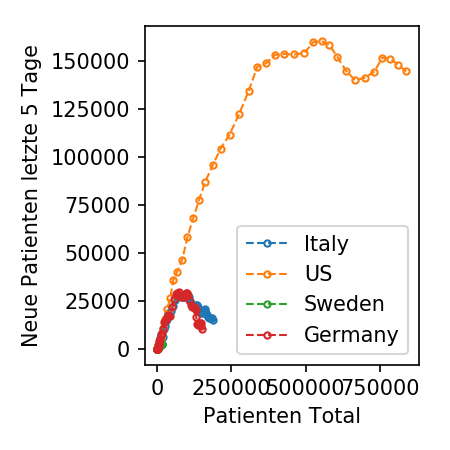 Neue Patienten letzte 5 Tage
150000
125000
100000
75000
50000
25000
0
Italy
US
Sweden
Germany
0 250000 500000 750000
Patienten Total